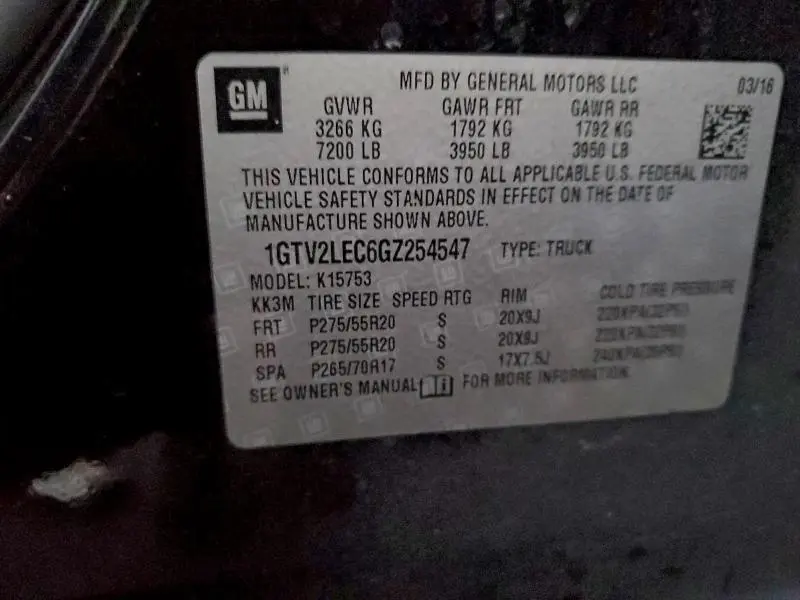 GM
MFD BY GENERAL MOTORS LLC 03/16
GVWR GAWR FRT GAWR RR
3266 KG 1792 KG 1792 KG
7200 LB 3950 LB 3950 LB
THIS VEHICLE CONFORMS TO ALL APPLICABLE U.S. FEDERAL MOTOR
VEHICLE SAFETY STANDARDS IN EFFECT ON THE DATE OF
MANUFACTURE SHOWN ABOVE.
1GTV2LEC6GZ254547 TYPE: TRUCK
MODEL: K15753
KK3M TIRE SIZE SPEED RTG RIM COLD TIRE PRESSURE
FRT P275/55R20 S 20X9J
RR P275/55R20 S 20X9J
SPA P265/70R17 S 17X7.5J
SEE OWNER'S MANUAL FOR MORE INFORMATION.